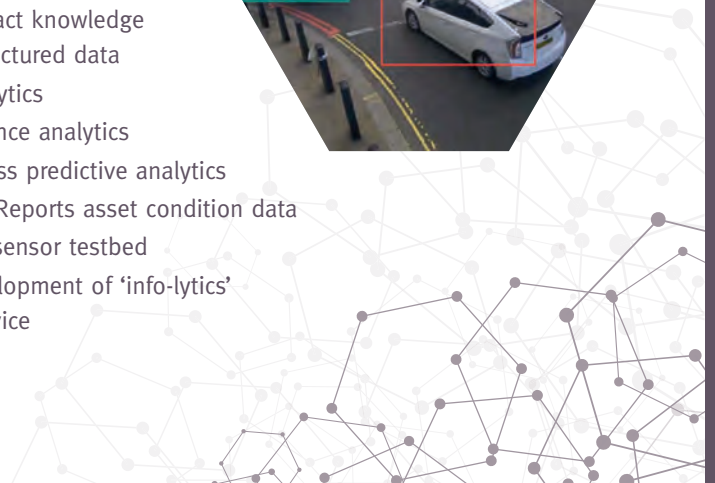 act knowledge
ctured data
ytics
nce analytics
ss predictive analytics
Reports asset condition data
sensor testbed
lopment of ‘info-lytics’
vice